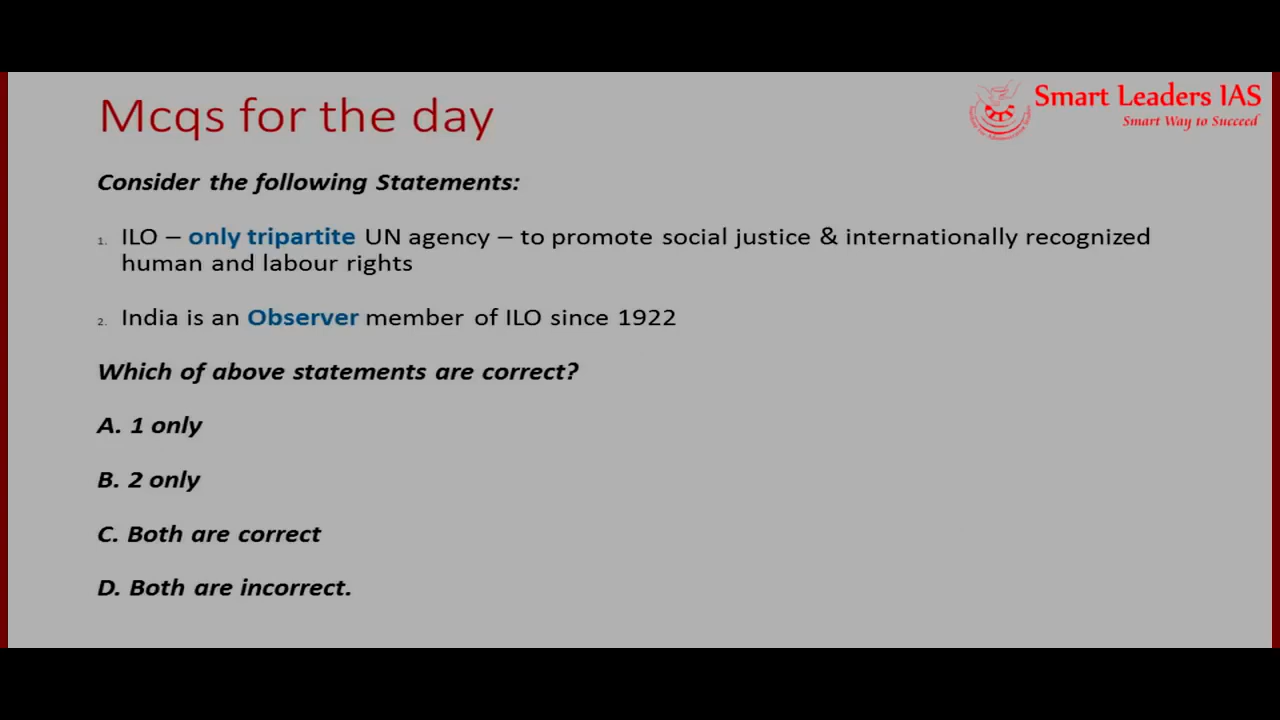 Mcqs for the day
Smart Leaders IAS
Smart Way to Succeed
Consider the following Statements:
1. ILO – only tripartite UN agency – to promote social justice & internationally recognized
human and labour rights
2. India is an Observer member of ILO since 1922
Which of above statements are correct?
A. 1 only
B. 2 only
C. Both are correct
D. Both are incorrect.